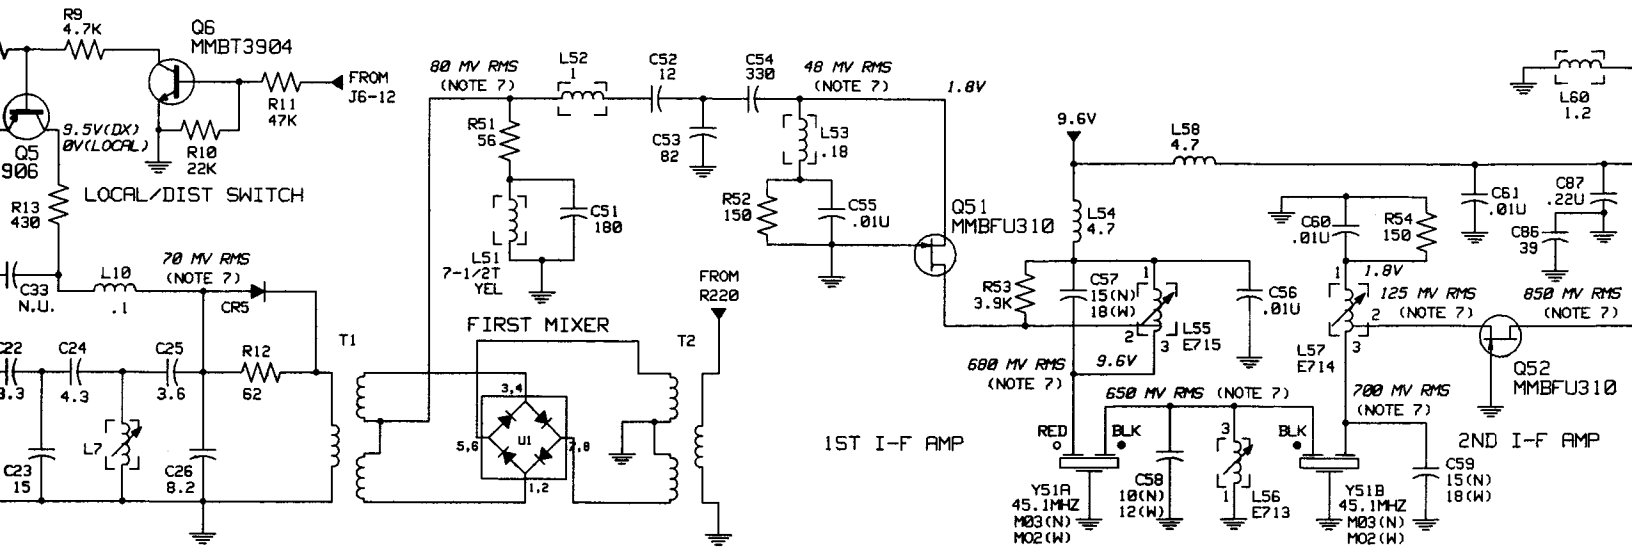 R9
4.7K
Q6
MMBT3904
FROM
J6-12
R11
47K
R10
22K
9.5V(DX)
0V(LOCAL)
Q5
906
LOCAL/DIST SWITCH
R13
430
C33
N.U.
L10
.1
70 MV RMS
(NOTE 7)
CR5
C22
3.3
C24
4.3
C25
3.6
R12
62
C23
15
L7
C26
8.2
T1
80 MV RMS
(NOTE 7)
L52
1
C52
12
C54
330
48 MV RMS
(NOTE 7)
1.8V
R51
56
C53
82
L53
.18
C51
180
L51
7-1/2T
YEL
R52
150
C55
.01U
Q51
MMBFU310
FROM
R220
FIRST MIXER
T2
3,4
5,6
U1
7,8
1,2
1ST I-F AMP
9.6V
L58
4.7
L54
4.7
R53
3.9K
C57
15(N)
18(W)
1
2
3
L55
E715
C56
.01U
680 MV RMS
(NOTE 7)
9.6V
650 MV RMS (NOTE 7)
RED
BLK
Y51A
45.1MHZ
M03(N)
M02(W)
C58
10(N)
12(W)
3
1
L56
E713
BLK
Y51B
45.1MHZ
M03(N)
M02(W)
C59
15(N)
18(W)
700 MV RMS
(NOTE 7)
L60
1.2
C61
.01U
C87
.22U
C86
39
C60
.01U
R54
150
1
1.8V
2
3
L57
E714
125 MV RMS
(NOTE 7)
850 MV RMS
(NOTE 7)
Q52
MMBFU310
2ND I-F AMP